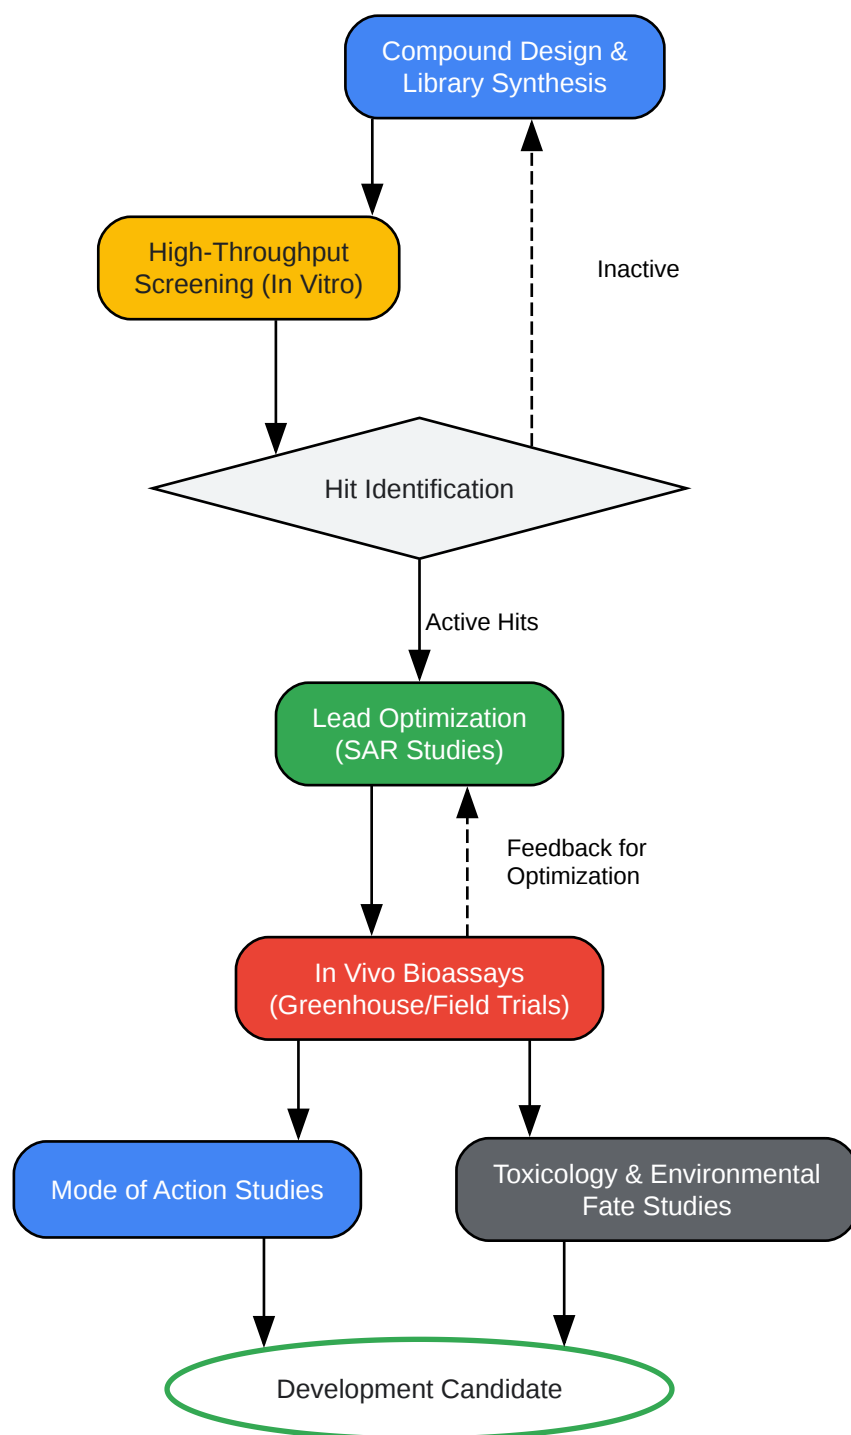 Compound Design &
Library Synthesis
High-Throughput
Screening (In Vitro)
Inactive
Hit Identification
Active Hits
Lead Optimization
(SAR Studies)
Feedback for
Optimization
In Vivo Bioassays
(Greenhouse/Field Trials)
Mode of Action Studies
Toxicology & Environmental
Fate Studies
Development Candidate